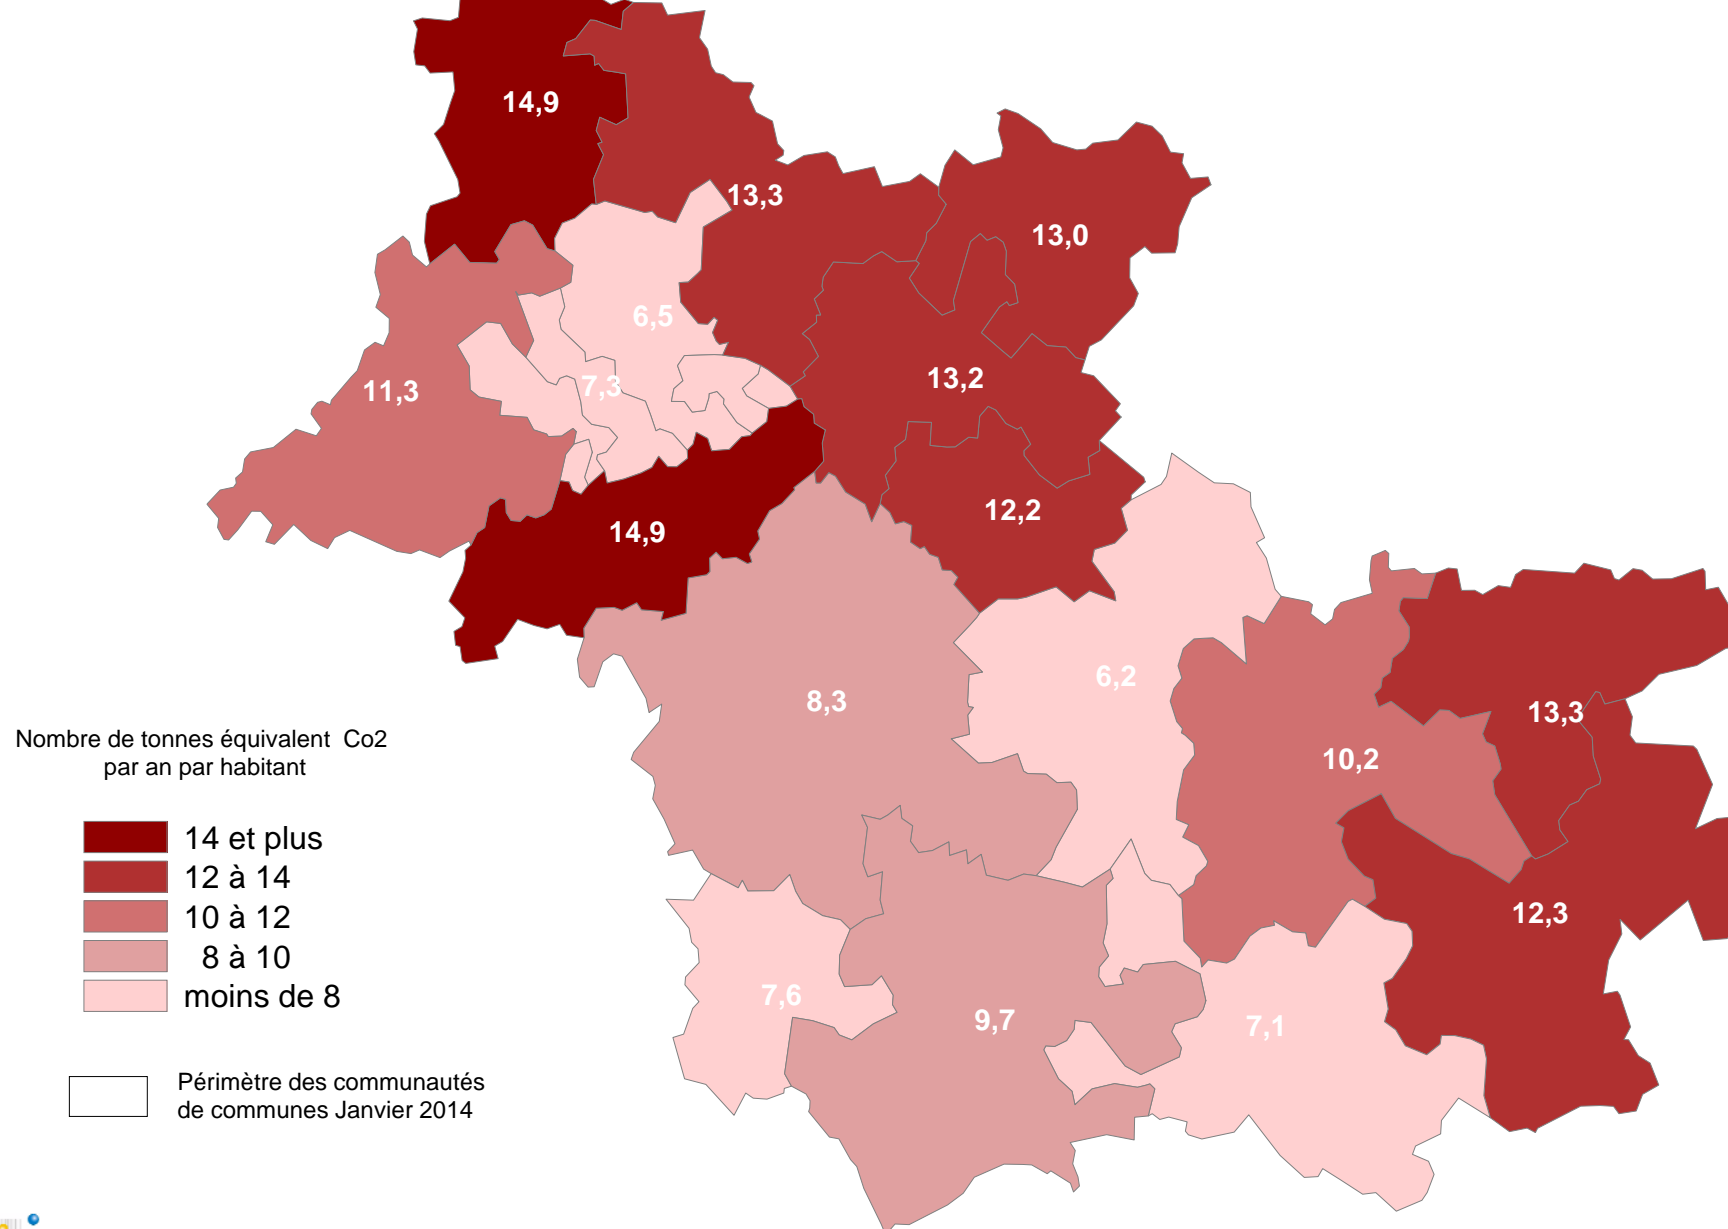 14,9
13,3
13,0
6,5
7,3
11,3
13,2
12,2
14,9
6,2
8,3
13,3
10,2
12,3
7,6
9,7
7,1
Nombre de tonnes équivalent Co2
par an par habitant
14 et plus
12 à 14
10 à 12
8 à 10
moins de 8
Périmètre des communautés
de communes Janvier 2014